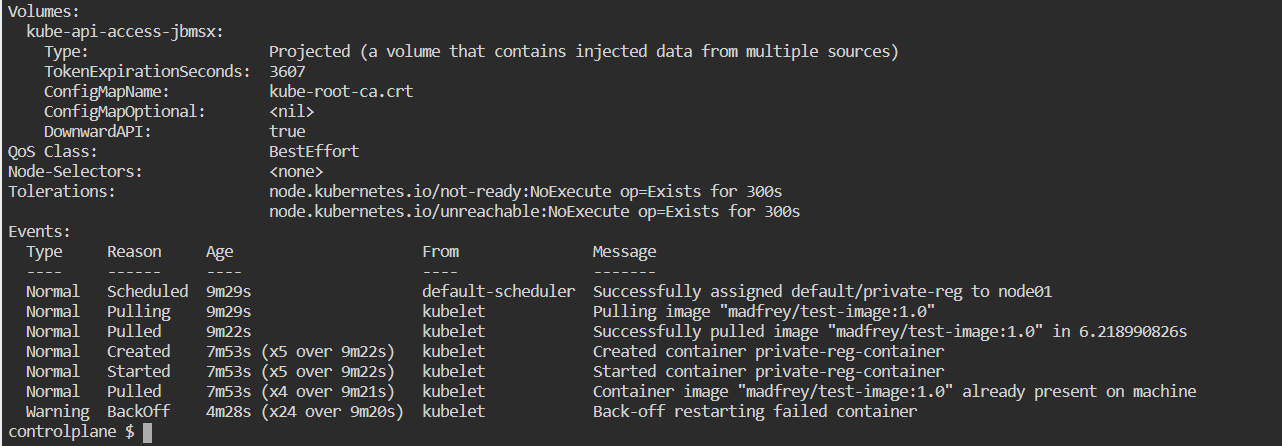 Volumes:
kube-api-access-jbmsx:
Type: Projected (a volume that contains injected data from multiple sources)
TokenExpirationSeconds: 3607
ConfigMapName: kube-root-ca.crt
ConfigMapOptional: <nil>
DownwardAPI: true
QoS Class: BestEffort
Node-Selectors: <none>
Tolerations: node.kubernetes.io/not-ready:NoExecute op=Exists for 300s
node.kubernetes.io/unreachable:NoExecute op=Exists for 300s
Events:
Type Reason Age From Message
---- ------ ---- ---- -------
Normal Scheduled 9m29s default-scheduler Successfully assigned default/private-reg to node01
Normal Pulling 9m29s kubelet Pulling image "madfrey/test-image:1.0"
Normal Pulled 9m22s kubelet Successfully pulled image "madfrey/test-image:1.0" in 6.218990826s
Normal Created 7m53s (x5 over 9m22s) kubelet Created container private-reg-container
Normal Started 7m53s (x5 over 9m22s) kubelet Started container private-reg-container
Normal Pulled 7m53s (x4 over 9m21s) kubelet Container image "madfrey/test-image:1.0" already present on machine
Warning BackOff 4m28s (x24 over 9m20s) kubelet Back-off restarting failed container
controlplane $